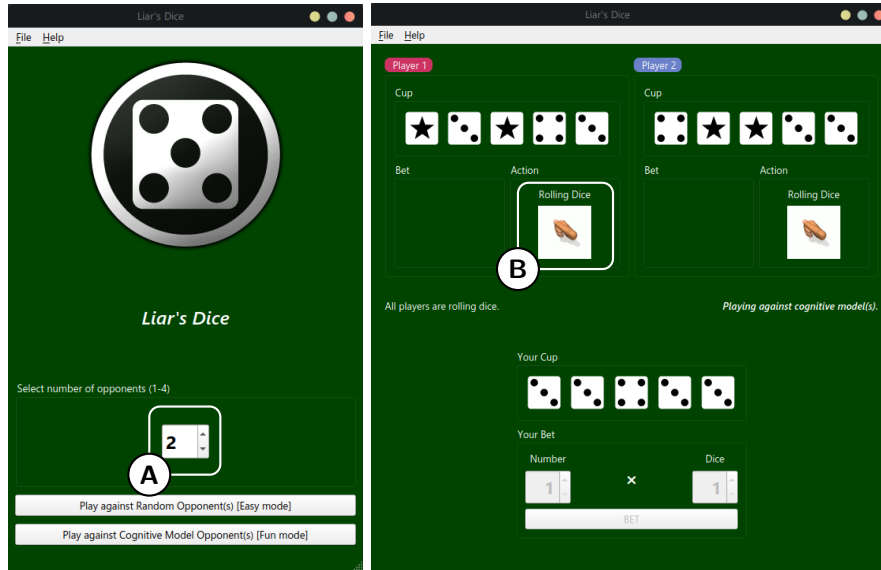 Liar's Dice
File Help
Liar's Dice
Select number of opponents (1-4)
2
A
Play against Random Opponent(s) [Easy mode]
Play against Cognitive Model Opponent(s) [Fun mode]
Liar's Dice
File Help
Player 1
Cup
Bet
Action
Rolling Dice
B
Player 2
Cup
Bet
Action
Rolling Dice
All players are rolling dice.
Playing against cognitive model(s).
Your Cup
Your Bet
Number
Dice
1 × 1
BET